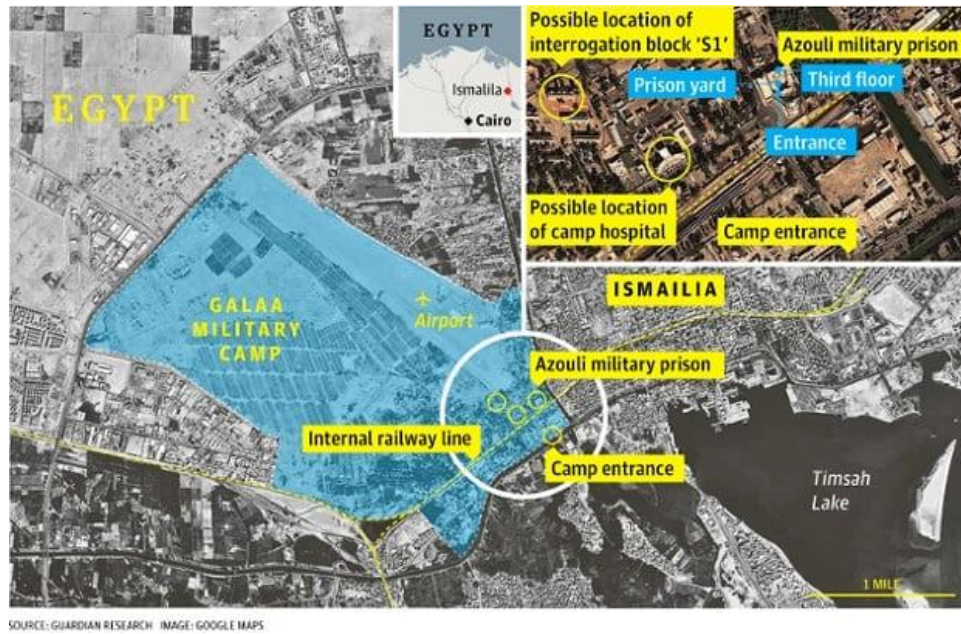 EGYPT
GALAA
MILITARY
CAMP
Airport
Internal railway line
Azouli military prison
Camp entrance
EGYPT
Ismalila
Cairo
Possible location of
interrogation block 'S1'
Azouli military prison
Prison yard
Third floor
Entrance
Possible location
of camp hospital
Camp entrance
ISMAILIA
Timsah
Lake
1 MILE
SOURCE: GUARDIAN RESEARCH IMAGE: GOOGLE MAPS